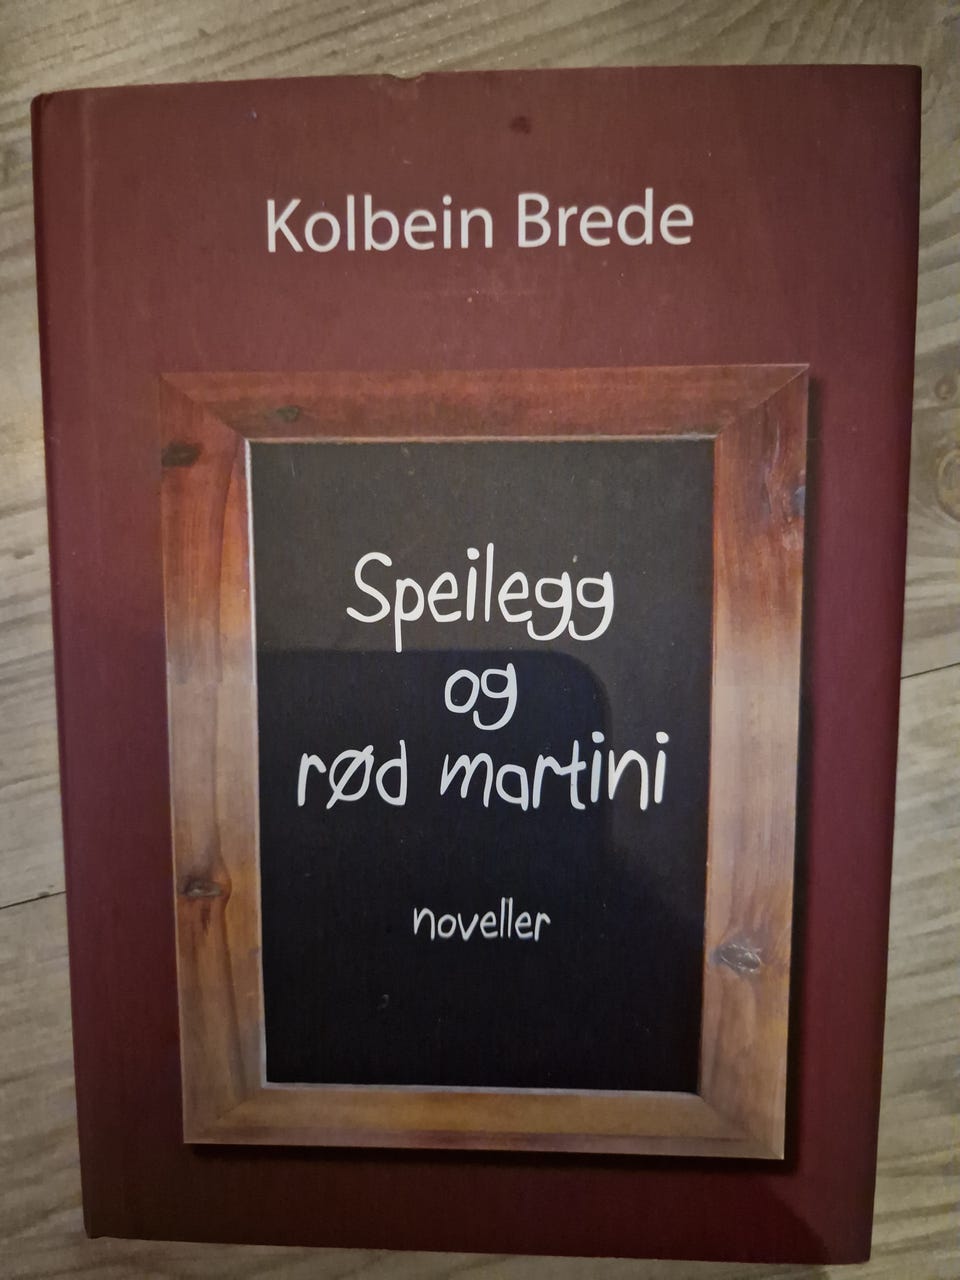 Kolbein Brede
Speilegg
og
rød martini
noveller